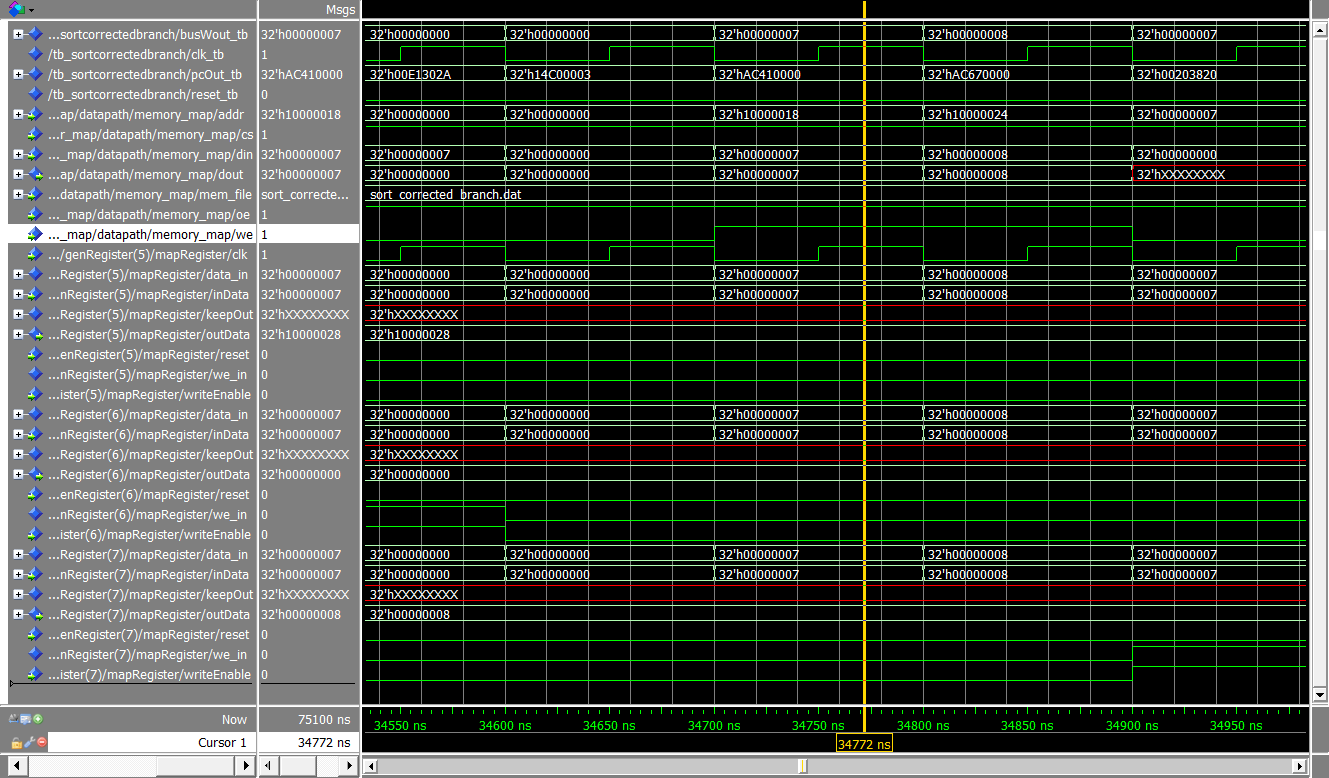 Msgs
...sortcorrectedbranch/busWout_tb 32'h00000007 32'h00000000 32'h00000000 32'h00000007 32'h00000008 32'h00000007
/tb_sortcorrectedbranch/clk_tb 1
/tb_sortcorrectedbranch/pcOut_tb 32'hAC410000 32'h00E1302A 32'h14C00003 32'hAC410000 32'hAC670000 32'h00203820
/tb_sortcorrectedbranch/reset_tb 0
...ap/datapath/memory_map/addr 32'h10000018 32'h00000000 32'h00000000 32'h10000018 32'h10000024 32'h00000007
...r_map/datapath/memory_map/cs 1
..._map/datapath/memory_map/din 32'h00000007 32'h00000007 32'h00000000 32'h00000007 32'h00000008 32'h00000000
...ap/datapath/memory_map/dout 32'h00000007 32'h00000000 32'h00000000 32'h00000007 32'h00000008 32'hXXXXXXXX
...datapath/memory_map/mem_file sort_correcte... sort_corrected_branch.dat
..._map/datapath/memory_map/oe 1
..._map/datapath/memory_map/we 1
.../genRegister(5)/mapRegister/clk 1
...Register(5)/mapRegister/data_in 32'h00000007 32'h00000000 32'h00000000 32'h00000007 32'h00000008 32'h00000007
...nRegister(5)/mapRegister/inData 32'h00000007 32'h00000000 32'h00000000 32'h00000007 32'h00000008 32'h00000007
...Register(5)/mapRegister/keepOut 32'hXXXXXXXX 32'hXXXXXXXX
...Register(5)/mapRegister/outData 32'h10000028 32'h10000028
...enRegister(5)/mapRegister/reset 0
...nRegister(5)/mapRegister/we_in 0
...ister(5)/mapRegister/writeEnable 0
...Register(6)/mapRegister/data_in 32'h00000007 32'h00000000 32'h00000000 32'h00000007 32'h00000008 32'h00000007
...nRegister(6)/mapRegister/inData 32'h00000007 32'h00000000 32'h00000000 32'h00000007 32'h00000008 32'h00000007
...Register(6)/mapRegister/keepOut 32'hXXXXXXXX 32'hXXXXXXXX
...Register(6)/mapRegister/outData 32'h00000000 32'h00000000
...enRegister(6)/mapRegister/reset 0
...nRegister(6)/mapRegister/we_in 0
...ister(6)/mapRegister/writeEnable 0
...Register(7)/mapRegister/data_in 32'h00000007 32'h00000000 32'h00000000 32'h00000007 32'h00000008 32'h00000007
...nRegister(7)/mapRegister/inData 32'h00000007 32'h00000000 32'h00000000 32'h00000007 32'h00000008 32'h00000007
...Register(7)/mapRegister/keepOut 32'hXXXXXXXX 32'hXXXXXXXX
...Register(7)/mapRegister/outData 32'h00000008 32'h00000008
...enRegister(7)/mapRegister/reset 0
...nRegister(7)/mapRegister/we_in 0
...ister(7)/mapRegister/writeEnable 0
Now 75100 ns 34550 ns 34600 ns 34650 ns 34700 ns 34750 ns 34800 ns 34850 ns 34900 ns 34950 ns
Cursor 1 34772 ns 34772 ns